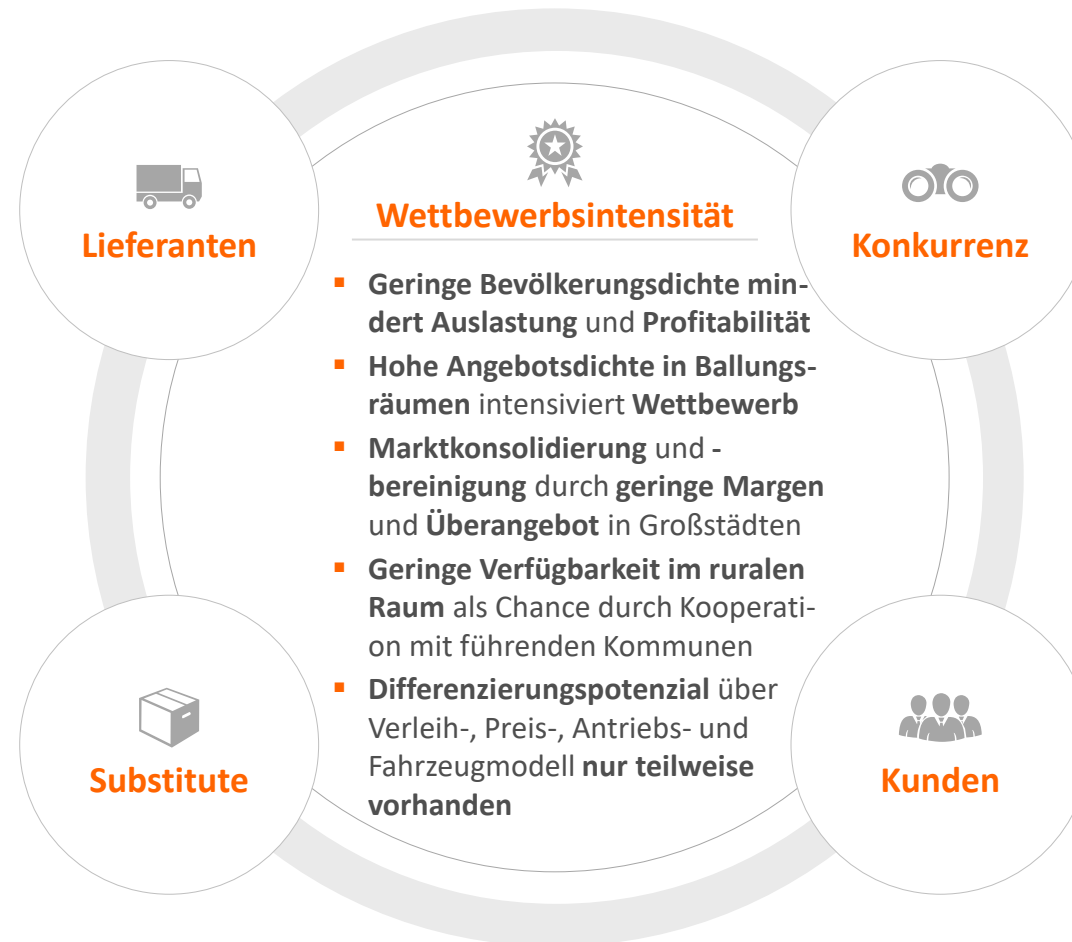 Lieferanten
Konkurrenz
Wettbewerbsintensität
▪ Geringe Bevölkerungsdichte min-
dert Auslastung und Profitabilität
▪ Hohe Angebotsdichte in Ballungs-
räumen intensiviert Wettbewerb
▪ Marktkonsolidierung und -
bereinigung durch geringe Margen
und Überangebot in Großstädten
▪ Geringe Verfügbarkeit im ruralen
Raum als Chance durch Kooperati-
on mit führenden Kommunen
▪ Differenzierungspotenzial über
Verleih-, Preis-, Antriebs- und
Fahrzeugmodell nur teilweise
vorhanden
Substitute
Kunden